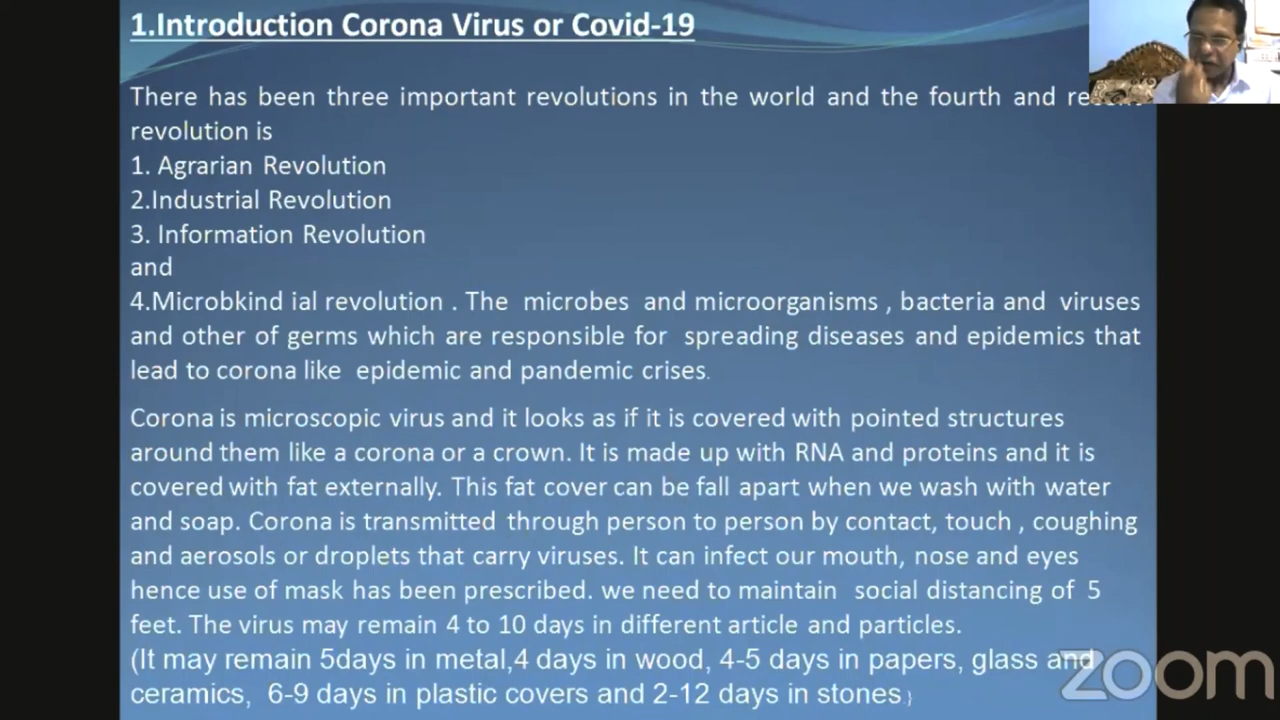 1.Introduction Corona Virus or Covid-19
There has been three important revolutions in the world and the fourth and
revolution is
1. Agrarian Revolution
2.Industrial Revolution
3. Information Revolution
and
4.Microbkind ial revolution . The microbes and microorganisms , bacteria and viruses
and other of germs which are responsible for spreading diseases and epidemics that
lead to corona like epidemic and pandemic crises.
Corona is microscopic virus and it looks as if it is covered with pointed structures
around them like a corona or a crown. It is made up with RNA and proteins and it is
covered with fat externally. This fat cover can be fall apart when we wash with water
and soap. Corona is transmitted through person to person by contact, touch , coughing
and aerosols or droplets that carry viruses. It can infect our mouth, nose and eyes
hence use of mask has been prescribed. we need to maintain social distancing of 5
feet. The virus may remain 4 to 10 days in different article and particles.
(It may remain 5days in metal,4 days in wood, 4-5 days in papers, glass and
ceramics, 6-9 days in plastic covers and 2-12 days in stones.)
zoom